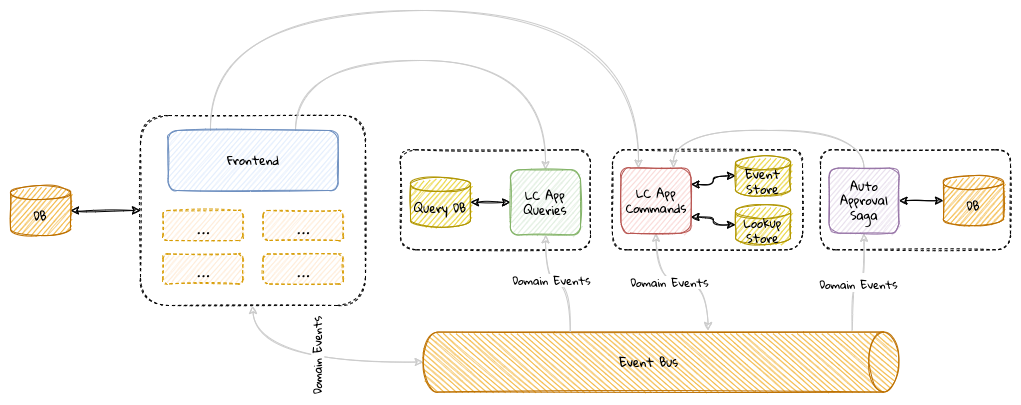 Frontend
DB
...
...
...
...
Query DB
LC App
Queries
LC App
Commands
Event
Store
Lookup
Store
Auto
Approval
Saga
DB
Domain Events
Domain Events
Domain Events
Domain Events
Event Bus